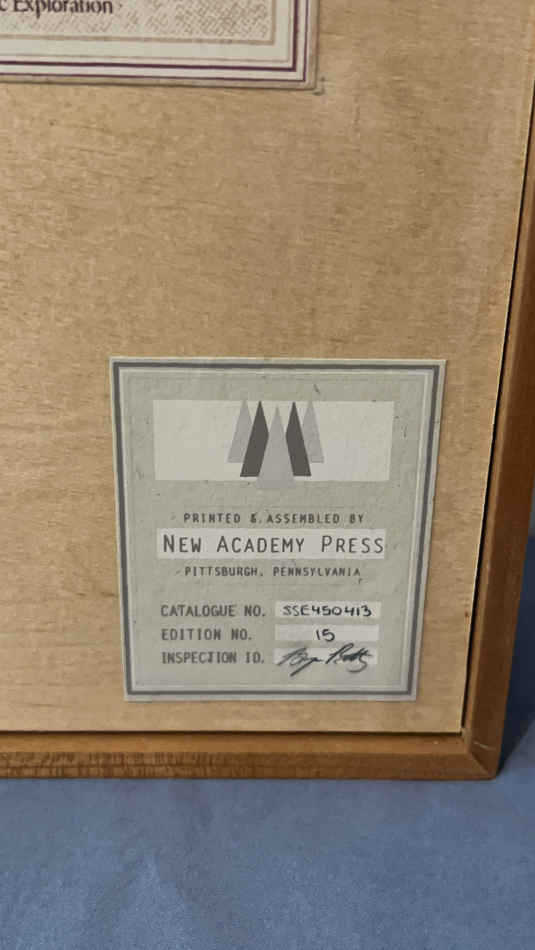 Exploration
PRINTED & ASSEMBLED BY
NEW ACADEMY PRESS
PITTSBURGH, PENNSYLVANIA
CATALOGUE NO. SSE450413
EDITION NO. 15
INSPECTION ID.